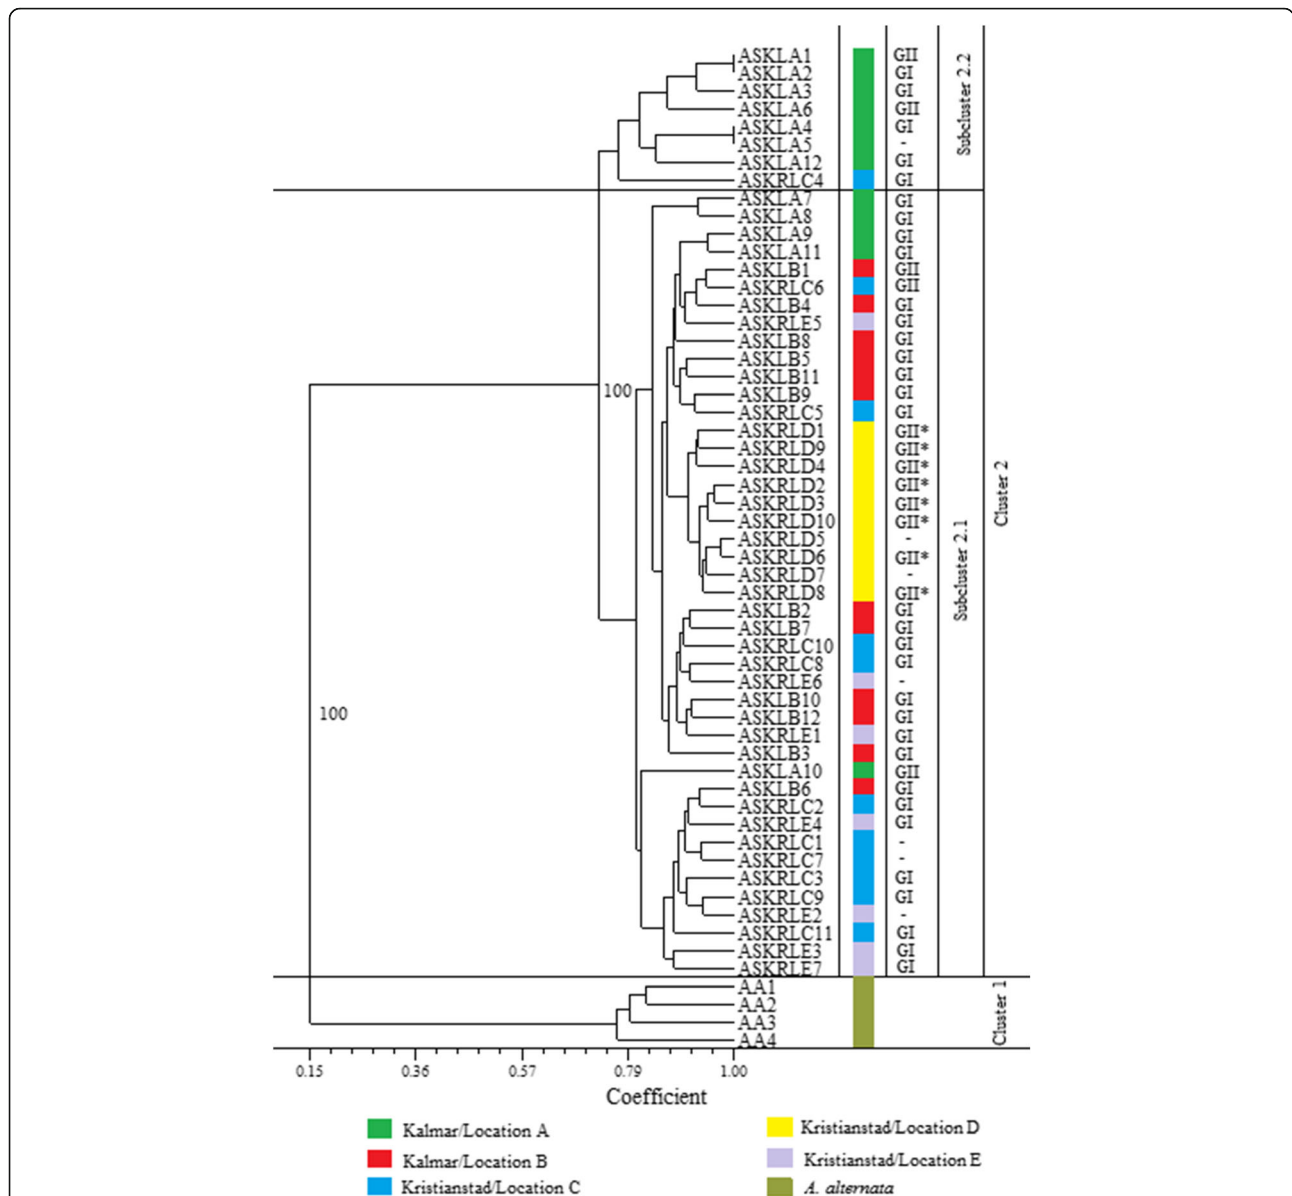 ASKLA1 GII
ASKLA2 GI
ASKLA3 GI
ASKLA6 GII
ASKLA4 GI
ASKLA5 -
ASKLA12 GI
ASKRLC4 GI
Subcluster 2.2
ASKLA7 GI
ASKLA8 GI
ASKLA9 GI
ASKLA11 GI
ASKLB1 GII
ASKRLC6 GII
ASKLB4 GI
ASKRLE5 GI
ASKLB8 GI
ASKLB5 GI
ASKLB11 GI
100 ASKLB9 GI
ASKRLC5 GI
ASKRLD1 GII*
ASKRLD9 GII*
ASKRLD4 GII*
ASKRLD2 GII*
ASKRLD3 GII*
ASKRLD10 GII*
ASKRLD5 -
ASKRLD6 GII*
ASKRLD7 -
ASKRLD8 GII*
ASKLB2 GI
ASKLB7 GI
ASKRLC10 GI
ASKRLC8 GI
ASKRLE6 -
ASKLB10 GI
100 ASKLB12 GI
ASKRLE1 GI
ASKLB3 GI
ASKLA10 GII
ASKLB6 GI
ASKRLC2 GI
ASKRLE4 GI
ASKRLC1 -
ASKRLC7 -
ASKRLC3 GI
ASKRLC9 GI
ASKRLE2 -
ASKRLC11 GI
ASKRLE3 GI
ASKRLE7 GI
Subcluster 2.1
Cluster 2
AA1
AA2
AA3
AA4
Cluster 1
0.15 0.36 0.57 0.79 1.00
Coefficient
Kalmar/Location A
Kalmar/Location B
Kristianstad/Location C
Kristianstad/Location D
Kristianstad/Location E
A. alternata